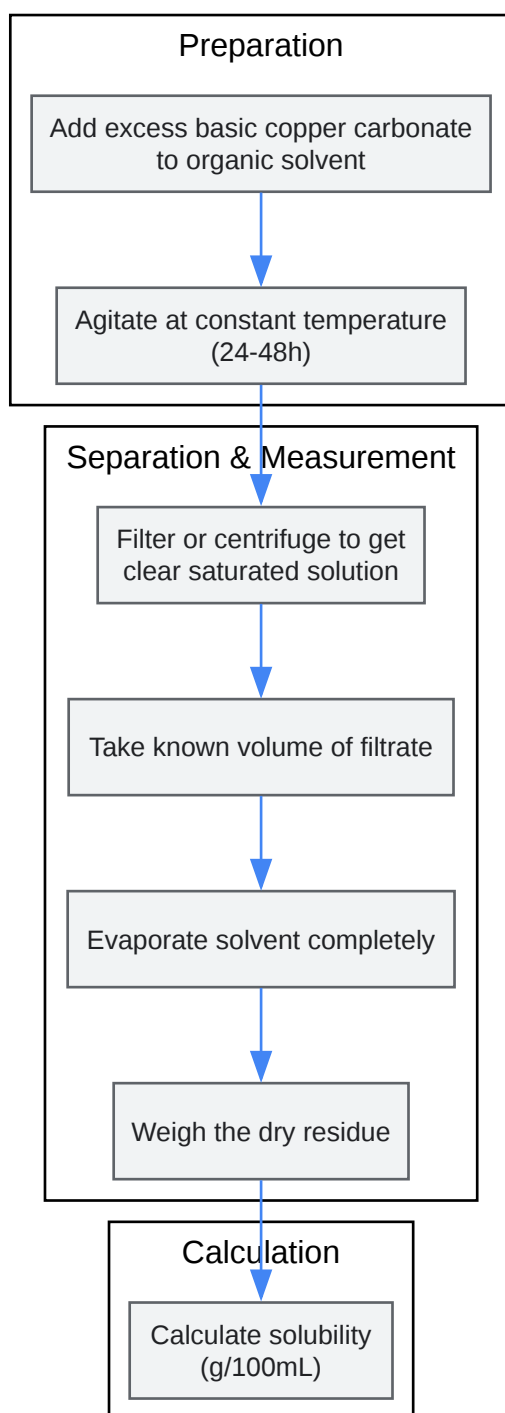 Preparation
Add excess basic copper carbonate
to organic solvent
Agitate at constant temperature
(24-48h)
Separation & Measurement
Filter or centrifuge to get
clear saturated solution
Take known volume of filtrate
Evaporate solvent completely
Weigh the dry residue
Calculation
Calculate solubility
(g/100mL)